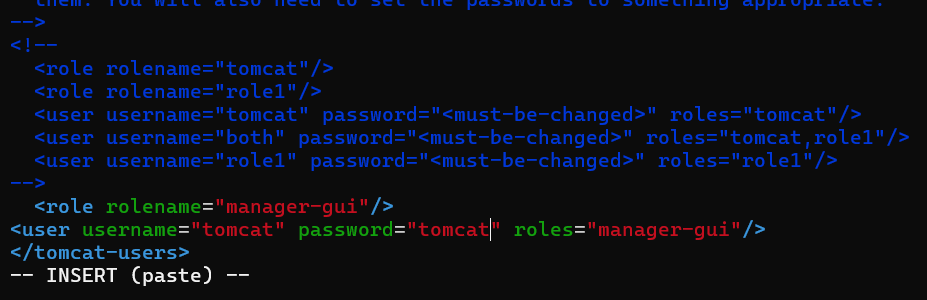 them. You will also need to set the passwords to something appropriate.
-->
<!--
  <role rolename="tomcat"/>
  <role rolename="role1"/>
  <user username="tomcat" password="<must-be-changed>" roles="tomcat"/>
  <user username="both" password="<must-be-changed>" roles="tomcat,role1"/>
  <user username="role1" password="<must-be-changed>" roles="role1"/>
-->
  <role rolename="manager-gui"/>
<user username="tomcat" password="tomcat" roles="manager-gui"/>
</tomcat-users>
-- INSERT (paste) --